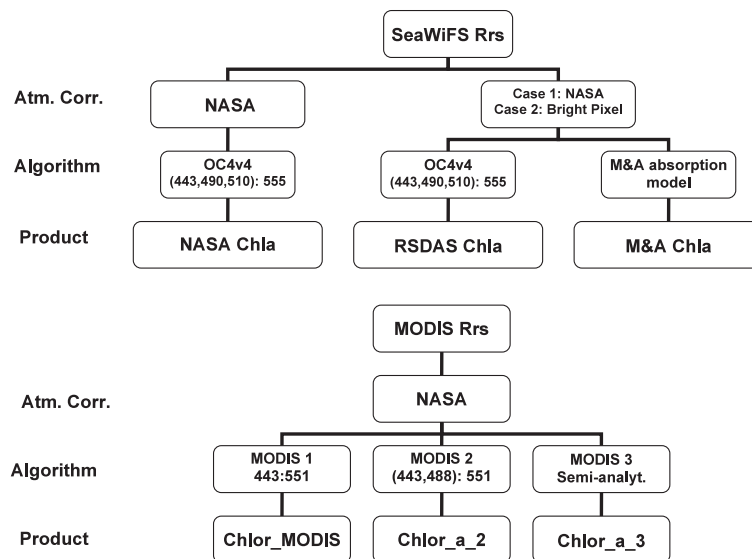 SeaWiFS Rrs
Atm. Corr.
NASA
Case 1: NASA
Case 2: Bright Pixel
Algorithm
OC4v4
(443,490,510): 555
OC4v4
(443,490,510): 555
M&A absorption
model
Product
NASA Chla
RSDAS Chla
M&A Chla
MODIS Rrs
Atm. Corr.
NASA
Algorithm
MODIS 1
443:551
MODIS 2
(443,488): 551
MODIS 3
Semi-analyt.
Product
Chlor_MODIS
Chlor_a_2
Chlor_a_3